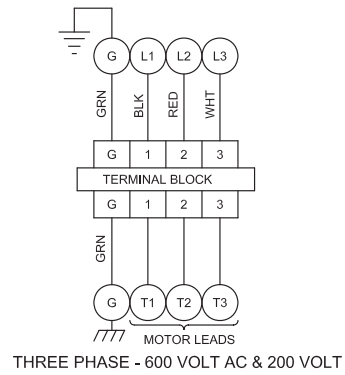 G L1 L2 L3
GRN BLK RED WHT
G 1 2 3
TERMINAL BLOCK
G 1 2 3
GRN
G T1 T2 T3
MOTOR LEADS
THREE PHASE - 600 VOLT AC & 200 VOLT